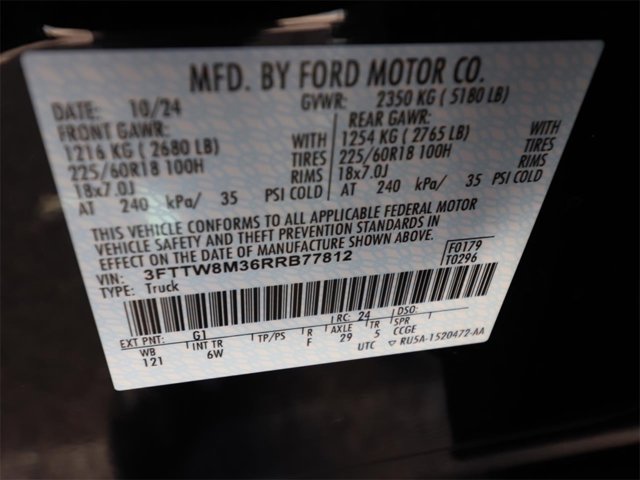 MFD. BY FORD MOTOR CO.
DATE: 10/24 GVWR: 2350 KG ( 5180 LB)
FRONT GAWR: REAR GAWR:
1216 KG ( 2680 LB) WITH 1254 KG ( 2765 LB) WITH
225/60R18 100H TIRES 225/60R18 100H TIRES
18x7.0J RIMS 18x7.0J RIMS
AT 240 kPa/ 35 PSI COLD AT 240 kPa/ 35 PSI COLD
THIS VEHICLE CONFORMS TO ALL APPLICABLE FEDERAL MOTOR
VEHICLE SAFETY AND THEFT PREVENTION STANDARDS IN
EFFECT ON THE DATE OF MANUFACTURE SHOWN ABOVE.
VIN: 3FTTW8M36RRB77812
TYPE: Truck
F0179
T0296
EXT PNT: G1 RC: 24 DSO:
WB INT TR TP/PS R AXLE TR SPR
121 6W F 29 5 CCGE
UTC RU5A-1520472-AA